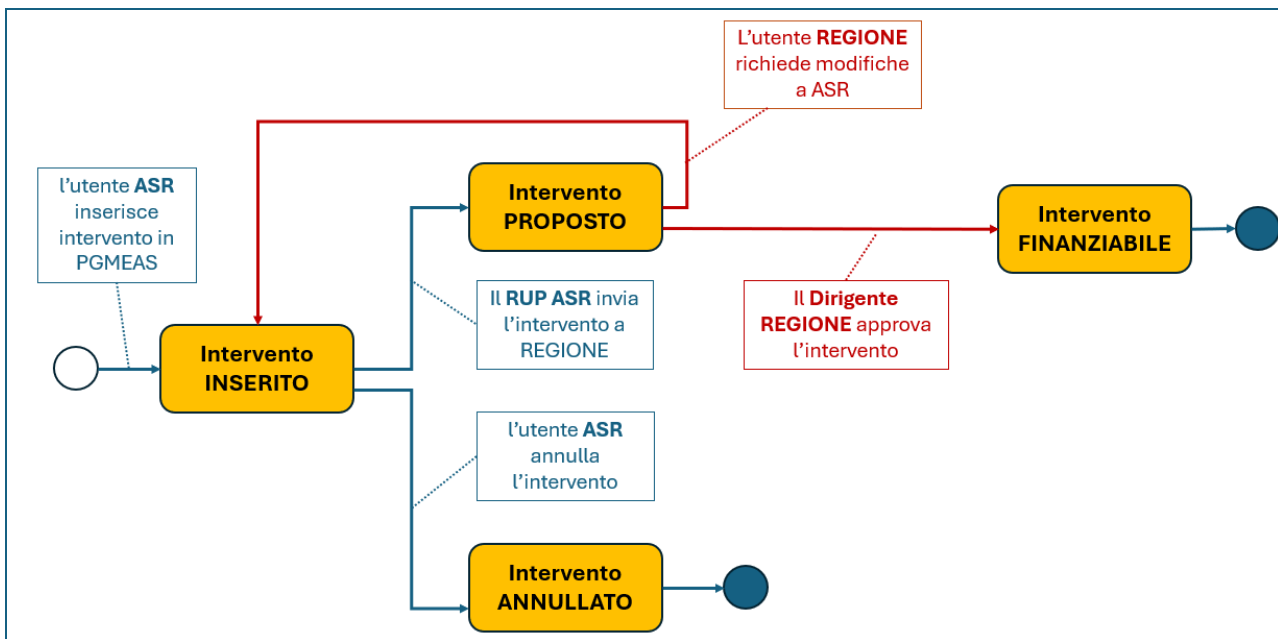 L’utente REGIONE
richiede modifiche
a ASR
l’utente ASR
inserisce
intervento in
PGMEAS
Intervento
PROPOSTO
Intervento
FINANZIABILE
Il RUP ASR invia
l’intervento a
REGIONE
Il Dirigente
REGIONE approva
l’intervento
Intervento
INSERITO
l’utente ASR
annulla
l’intervento
Intervento
ANNULLATO